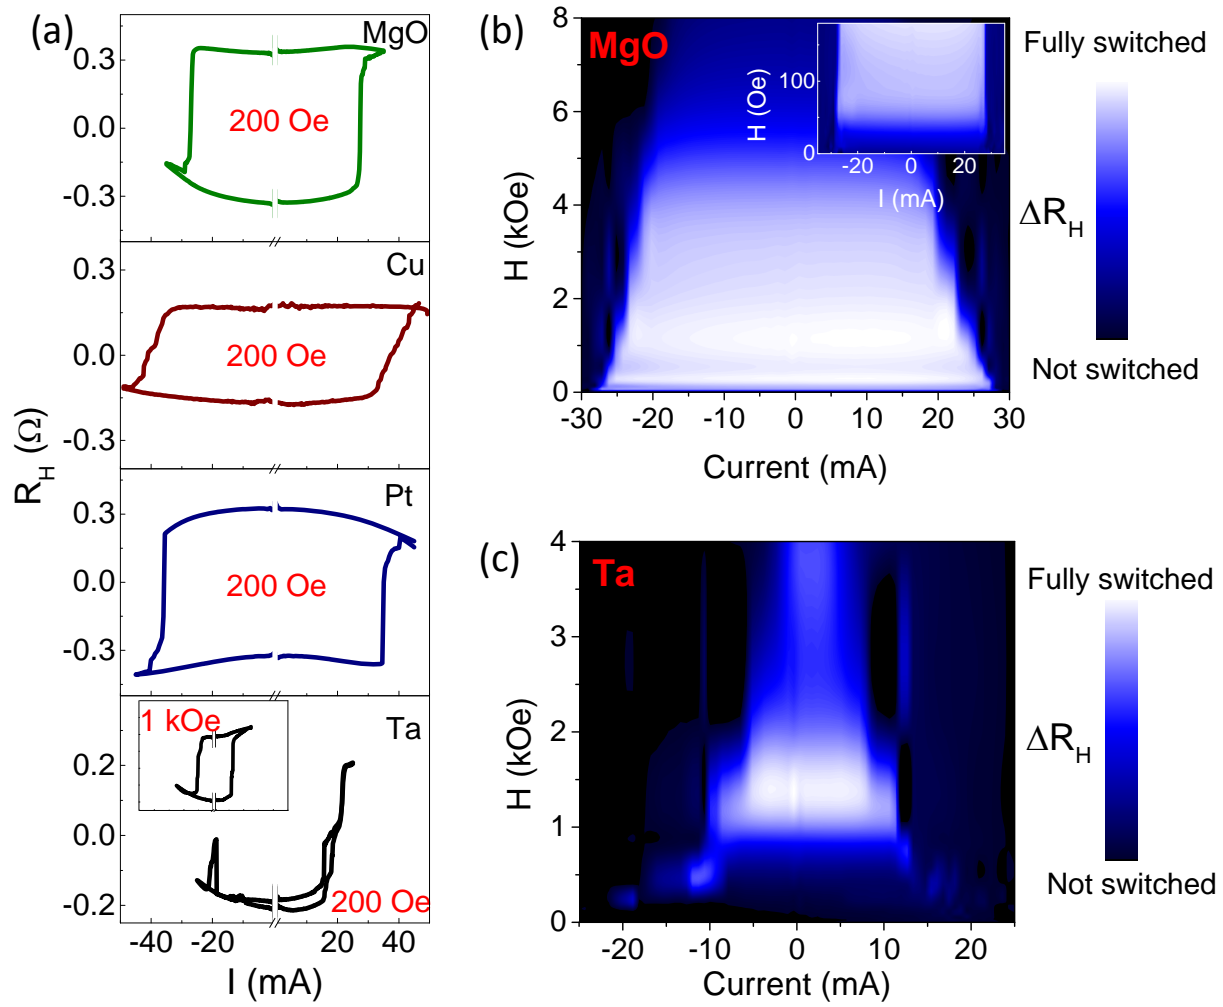 (a)
MgO
0.3
0.0
-0.3
200 Oe
Cu
0.3
0.0
-0.3
200 Oe
Pt
0.3
0.0
-0.3
200 Oe
1 kOe
Ta
0.2
0.0
-0.2
200 Oe
-40 -20 20 40
I (mA)
R_H (Ω)
(b)
MgO
8
6
4
2
0
H (kOe)
-30 -20 -10 0 10 20 30
Current (mA)
100
0
H (Oe)
-20 0 20
I (mA)
Fully switched
ΔR_H
Not switched
(c)
Ta
4
3
2
1
0
H (kOe)
-20 -10 0 10 20
Current (mA)
Fully switched
ΔR_H
Not switched